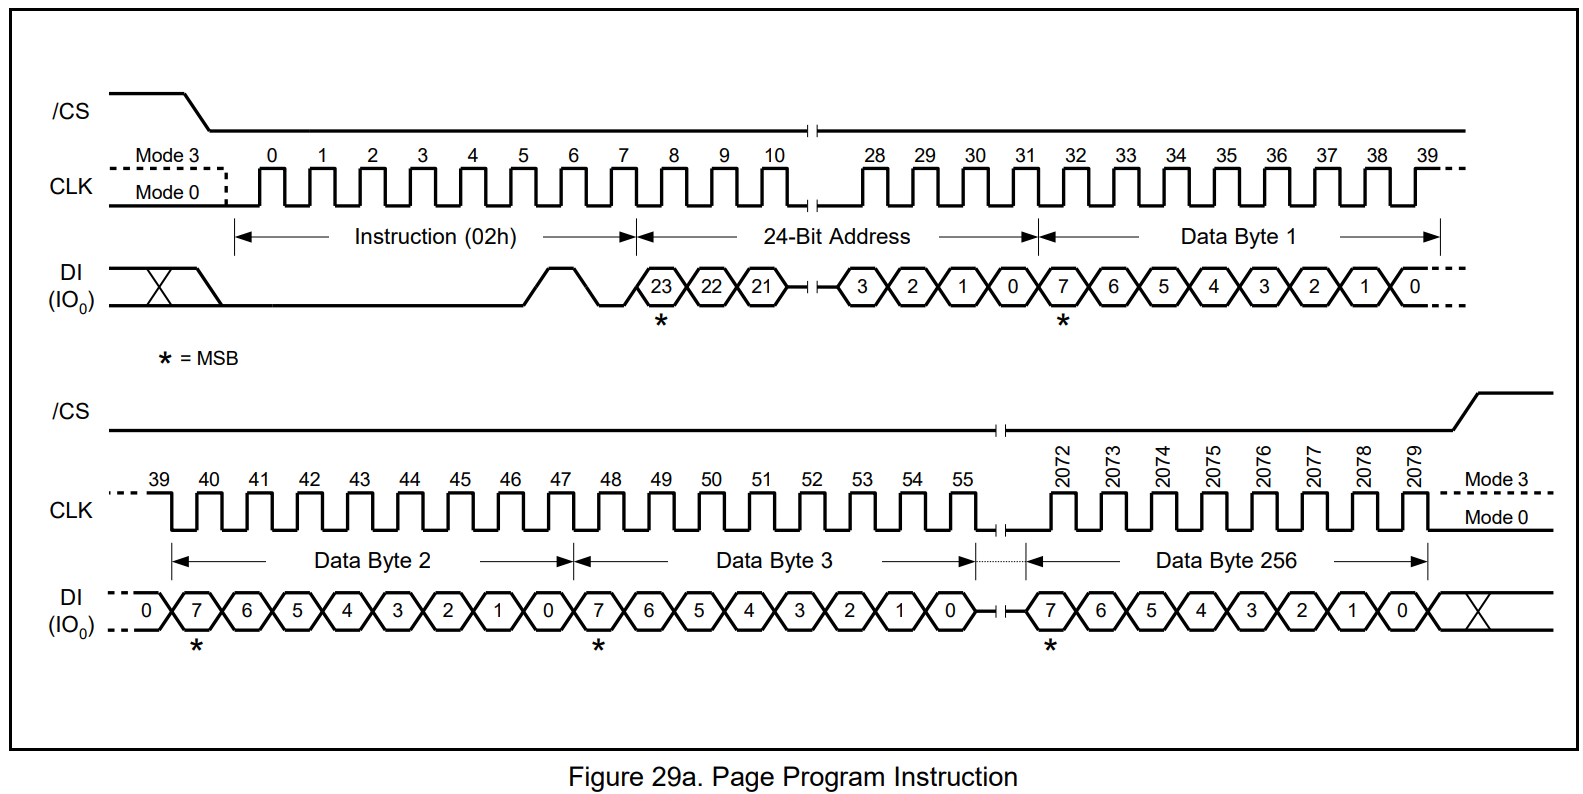 /CS
Mode 3 0 1 2 3 4 5 6 7 8 9 10 28 29 30 31 32 33 34 35 36 37 38 39
CLK
Mode 0
Instruction (02h) 24-Bit Address Data Byte 1
DI
(IO0) 23 22 21 3 2 1 0 7 6 5 4 3 2 1 0
* *
* = MSB
/CS
39 40 41 42 43 44 45 46 47 48 49 50 51 52 53 54 55 2072 2073 2074 2075 2076 2077 2078 2079 Mode 3
CLK Mode 0
Data Byte 2 Data Byte 3 Data Byte 256
DI
(IO0) 0 7 6 5 4 3 2 1 0 7 6 5 4 3 2 1 0 7 6 5 4 3 2 1 0
* * *
Figure 29a. Page Program Instruction